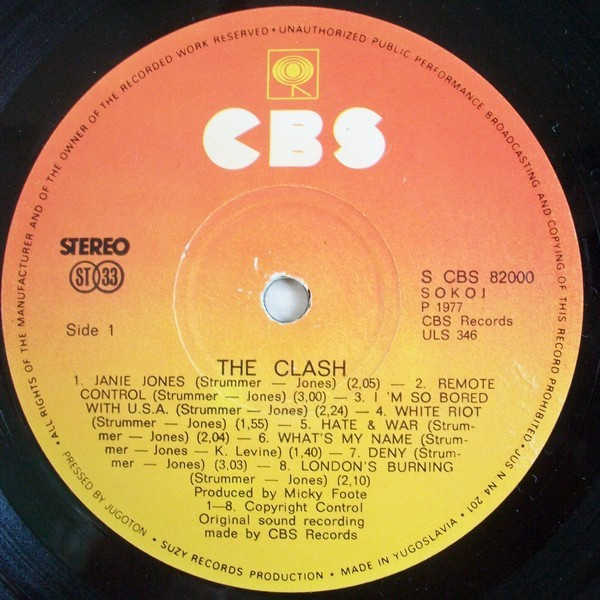 • ALL RIGHTS OF THE MANUFACTURER AND OF THE OWNER OF THE RECORDED WORK RESERVED • UNAUTHORIZED PUBLIC PERFORMANCE BROADCASTING AND COPYING OF THIS RECORD PROHIBITED • JUS N N4 201
CBS
STEREO
ST 33
Side 1
S CBS 82000
SOKOJ
P 1977
CBS Records
ULS 346
THE CLASH
1. JANIE JONES (Strummer — Jones) (2,05) — 2. REMOTE
CONTROL (Strummer — Jones) (3,00) — 3. I 'M SO BORED
WITH U.S.A. (Strummer — Jones) (2,24) — 4. WHITE RIOT
(Strummer — Jones) (1,55) — 5. HATE & WAR (Strum-
mer — Jones) (2,04) — 6. WHAT'S MY NAME (Strum-
mer — Jones — K. Levine) (1,40) — 7. DENY (Strum-
mer — Jones) (3,03) — 8. LONDON'S BURNING
(Strummer — Jones) (2,10)
Produced by Micky Foote
1—8. Copyright Control
Original sound recording
made by CBS Records
PRESSED BY JUGOTON • SUZY RECORDS PRODUCTION • MADE IN YUGOSLAVIA •